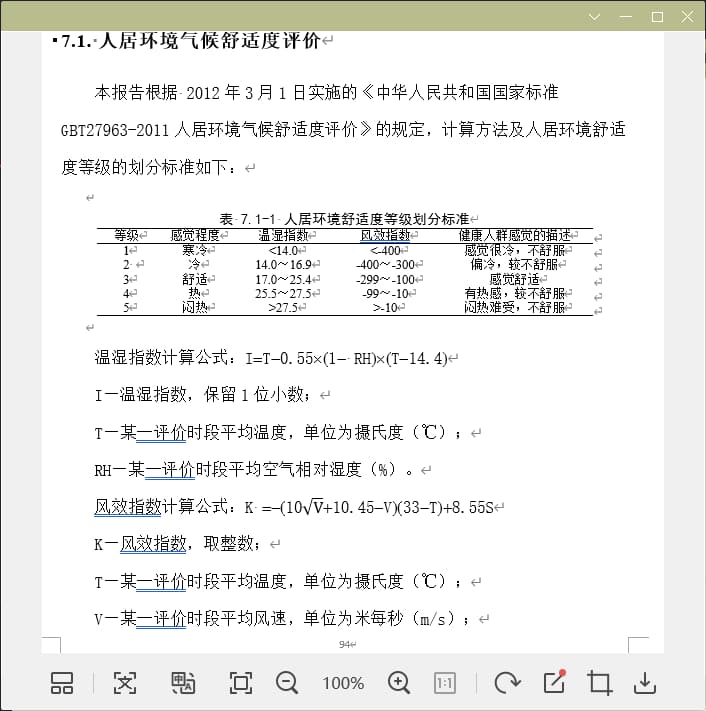 7.1. 人居环境气候舒适度评价
本报告根据 2012 年 3 月 1 日实施的《中华人民共和国国家标准
GBT27963-2011 人居环境气候舒适度评价》的规定，计算方法及人居环境舒适
度等级的划分标准如下：
表 7.1-1 人居环境舒适度等级划分标准
等级 感觉程度 温湿指数 风效指数 健康人群感觉的描述
1 寒冷 <14.0 <-400 感觉很冷，不舒服
2 冷 14.0～16.9 -400～-300 偏冷，较不舒服
3 舒适 17.0～25.4 -299～-100 感觉舒适
4 热 25.5～27.5 -99～-10 有热感，较不舒服
5 闷热 >27.5 >-10 闷热难受，不舒服
温湿指数计算公式：I=T−0.55×(1− RH)×(T−14.4)
I—温湿指数，保留 1 位小数；
T—某一评价时段平均温度，单位为摄氏度（℃）；
RH—某一评价时段平均空气相对湿度（%）。
风效指数计算公式：K =−(10√V+10.45−V)(33−T)+8.55S
K—风效指数，取整数；
T—某一评价时段平均温度，单位为摄氏度（℃）；
V—某一评价时段平均风速，单位为米每秒（m/s）；
94
100%
1:1